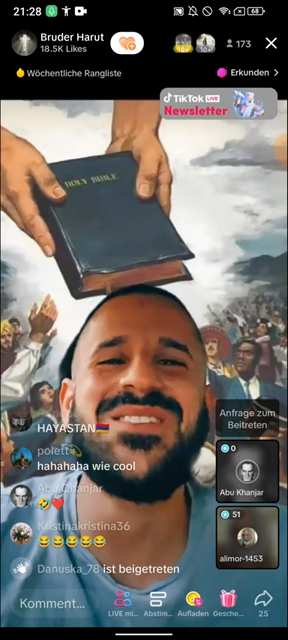 21:28
68
Bruder Harut
18.5K Likes
173
Wöchentliche Rangliste
Erkunden
TikTok LIVE
Newsletter
HOLY BIBLE
HAYASTAN🇦🇲
Anfrage zum
Beitreten
polett
hahahaha wie cool
0
Abu Khanjar
Abu Khanjar
🤣❤️
Kristinakristina36
😂😂😂😂😂
51
alimor-1453
Danuska_78 ist beigetreten
Komment...
LIVE mi...
Abstim...
Aufladen
Gesche...
25